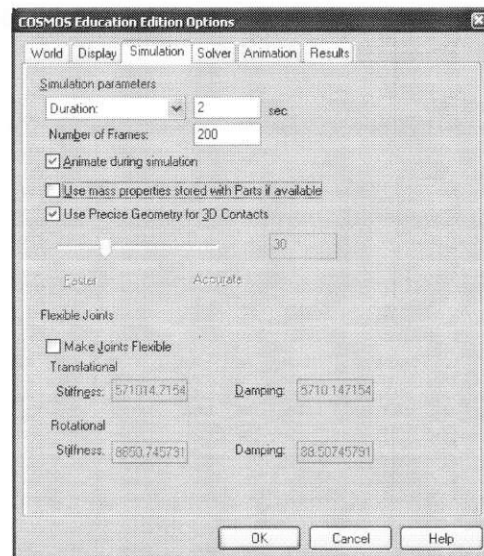 COSMOS Education Edition Options
World Display Simulation Solver Animation Results
Simulation parameters
Duration: 2 sec
Number of Frames: 200
Animate during simulation
Use mass properties stored with Parts if available
Use Precise Geometry for 3D Contacts
30
Faster Accurate
Flexible Joints
Make Joints Flexible
Translational
Stiffness: 571014.7154 Damping: 5710.147154
Rotational
Stiffness: 8850.745791 Damping: 88.50745791
OK Cancel Help